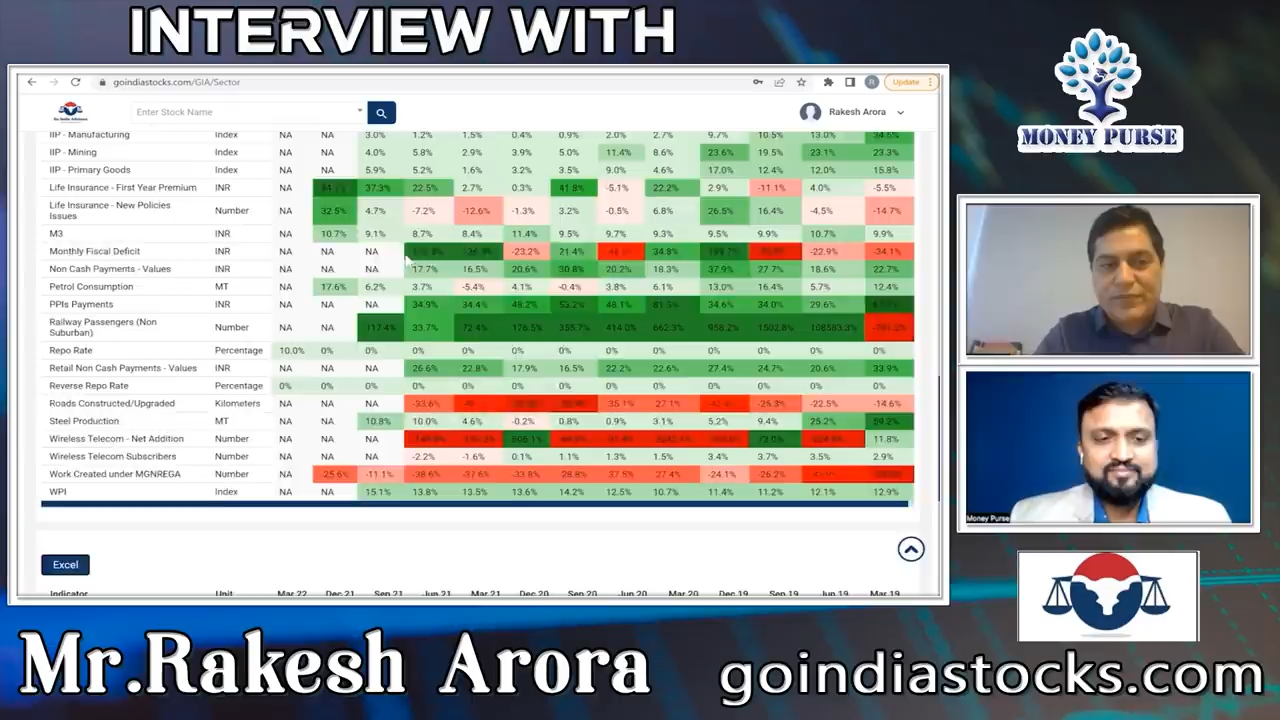 INTERVIEW WITH
goindiastocks.com/GIA/Sector
Update
Enter Stock Name
Rakesh Arora
MONEY PURSE
IIP - Manufacturing Index NA NA 3.0% 1.2% 1.5% 0.4% 0.9% 2.0% 2.7% 9.7% 10.5% 13.0% 34.5%
IIP - Mining Index NA NA 4.0% 5.8% 2.9% 3.9% 5.0% 11.4% 8.6% 23.6% 19.5% 23.1% 23.3%
IIP - Primary Goods Index NA NA 5.9% 5.2% 1.6% 3.2% 3.5% 9.0% 4.6% 17.0% 12.4% 12.0% 15.8%
Life Insurance - First Year Premium INR NA 37.3% 22.5% 2.7% 0.3% 41.8% -5.1% 22.2% 2.9% -11.1% 4.0% -5.5%
Life Insurance - New Policies
Issues Number NA 32.5% 4.7% -7.2% -12.6% -1.3% 3.2% -0.5% 6.8% 26.5% 16.4% -4.5% -14.7%
M3 INR NA 10.7% 9.1% 8.7% 8.4% 11.4% 9.5% 9.7% 9.3% 9.5% 9.9% 10.7% 9.9%
Monthly Fiscal Deficit INR NA NA NA -23.2% 21.4% 34.8% -22.9% -34.1%
Non Cash Payments - Values INR NA NA NA 17.7% 16.5% 20.6% 30.8% 20.2% 18.3% 37.9% 27.7% 18.6% 22.7%
Petrol Consumption MT NA 17.6% 6.2% 3.7% -5.4% 4.1% -0.4% 3.8% 6.1% 13.0% 16.4% 5.7% 12.4%
PPIs Payments INR NA NA NA 34.9% 34.4% 48.2% 53.2% 48.1% 81.5% 34.6% 34.0% 29.6%
Railway Passengers (Non
Suburban) Number NA NA 117.4% 33.7% 72.4% 176.5% 355.7% 414.0% 662.3% 958.2% 1502.8% 108583.3%
Repo Rate Percentage 10.0% 0% 0% 0% 0% 0% 0% 0% 0% 0% 0% 0% 0%
Retail Non Cash Payments - Values INR NA NA NA 26.6% 22.8% 17.9% 16.5% 22.2% 22.6% 27.4% 24.7% 20.6% 33.9%
Reverse Repo Rate Percentage 0% 0% 0% 0% 0% 0% 0% 0% 0% 0% 0% 0% 0%
Roads Constructed/Upgraded Kilometers NA NA NA -33.6% 35.1% 27.1% -25.3% -22.5% -14.6%
Steel Production MT NA NA 10.8% 10.0% 4.6% -0.2% 0.8% 0.9% 3.1% 5.2% 9.4% 25.2% 59.2%
Wireless Telecom - Net Addition Number NA NA NA 11.8%
Wireless Telecom Subscribers Number NA NA NA -2.2% -1.6% 0.1% 1.1% 1.3% 1.5% 3.4% 3.7% 3.5% 2.9%
Work Created under MGNREGA Number NA -25.6% -11.1% -38.6% -37.6% -33.8% 28.8% 37.5% 27.4% -24.1% -26.2%
WPI Index NA NA 15.1% 13.8% 13.5% 13.6% 14.2% 12.5% 10.7% 11.4% 11.2% 12.1% 12.9%
Excel
Indicator Unit Mar 22 Dec 21 Sep 21 Jun 21 Mar 21 Dec 20 Sep 20 Jun 20 Mar 20 Dec 19 Sep 19 Jun 19 Mar 19
Money Purse
Mr.Rakesh Arora
goindiastocks.com